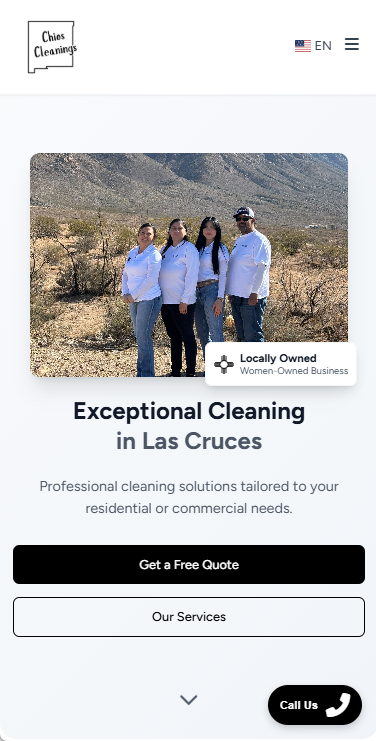 Chios
Cleanings
EN
Locally Owned
Women-Owned Business
Exceptional Cleaning
in Las Cruces
Professional cleaning solutions tailored to your
residential or commercial needs.
Get a Free Quote
Our Services
Call Us